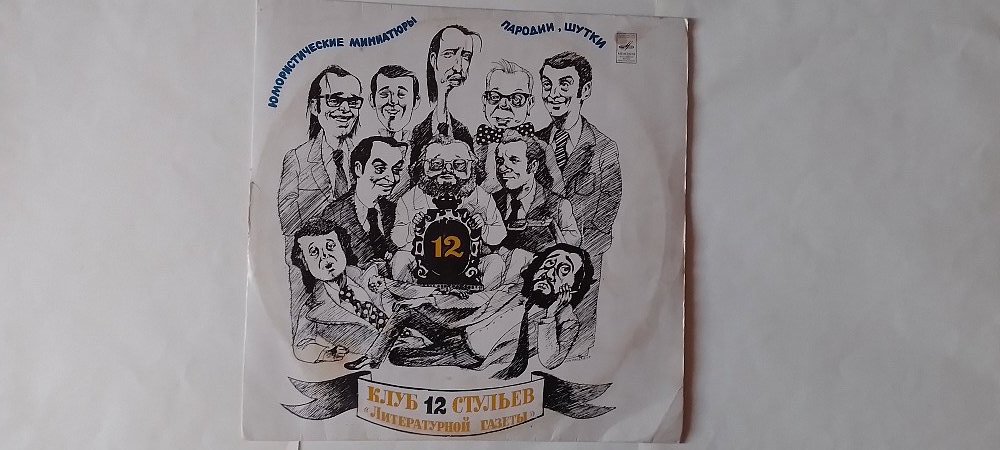 ЮМОРИСТИЧЕСКИЕ МИНИАТЮРЫ
ПАРОДИИ, ШУТКИ
12
КЛУБ 12 СТУЛЬЕВ
«ЛИТЕРАТУРНОЙ ГАЗЕТЫ»